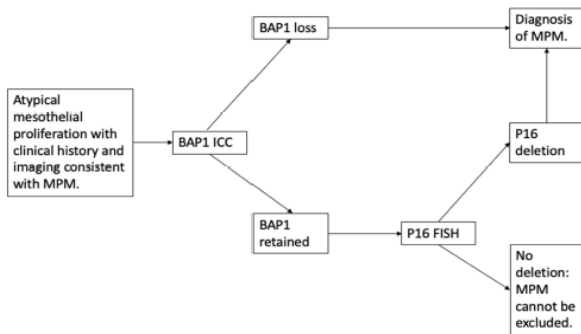 Atypical
mesothelial
proliferation with
clinical history and
imaging consistent
with MPM.
BAP1 ICC
BAP1 loss
Diagnosis
of MPM.
BAP1
retained
P16 FISH
P16
deletion
No
deletion:
MPM
cannot be
excluded.